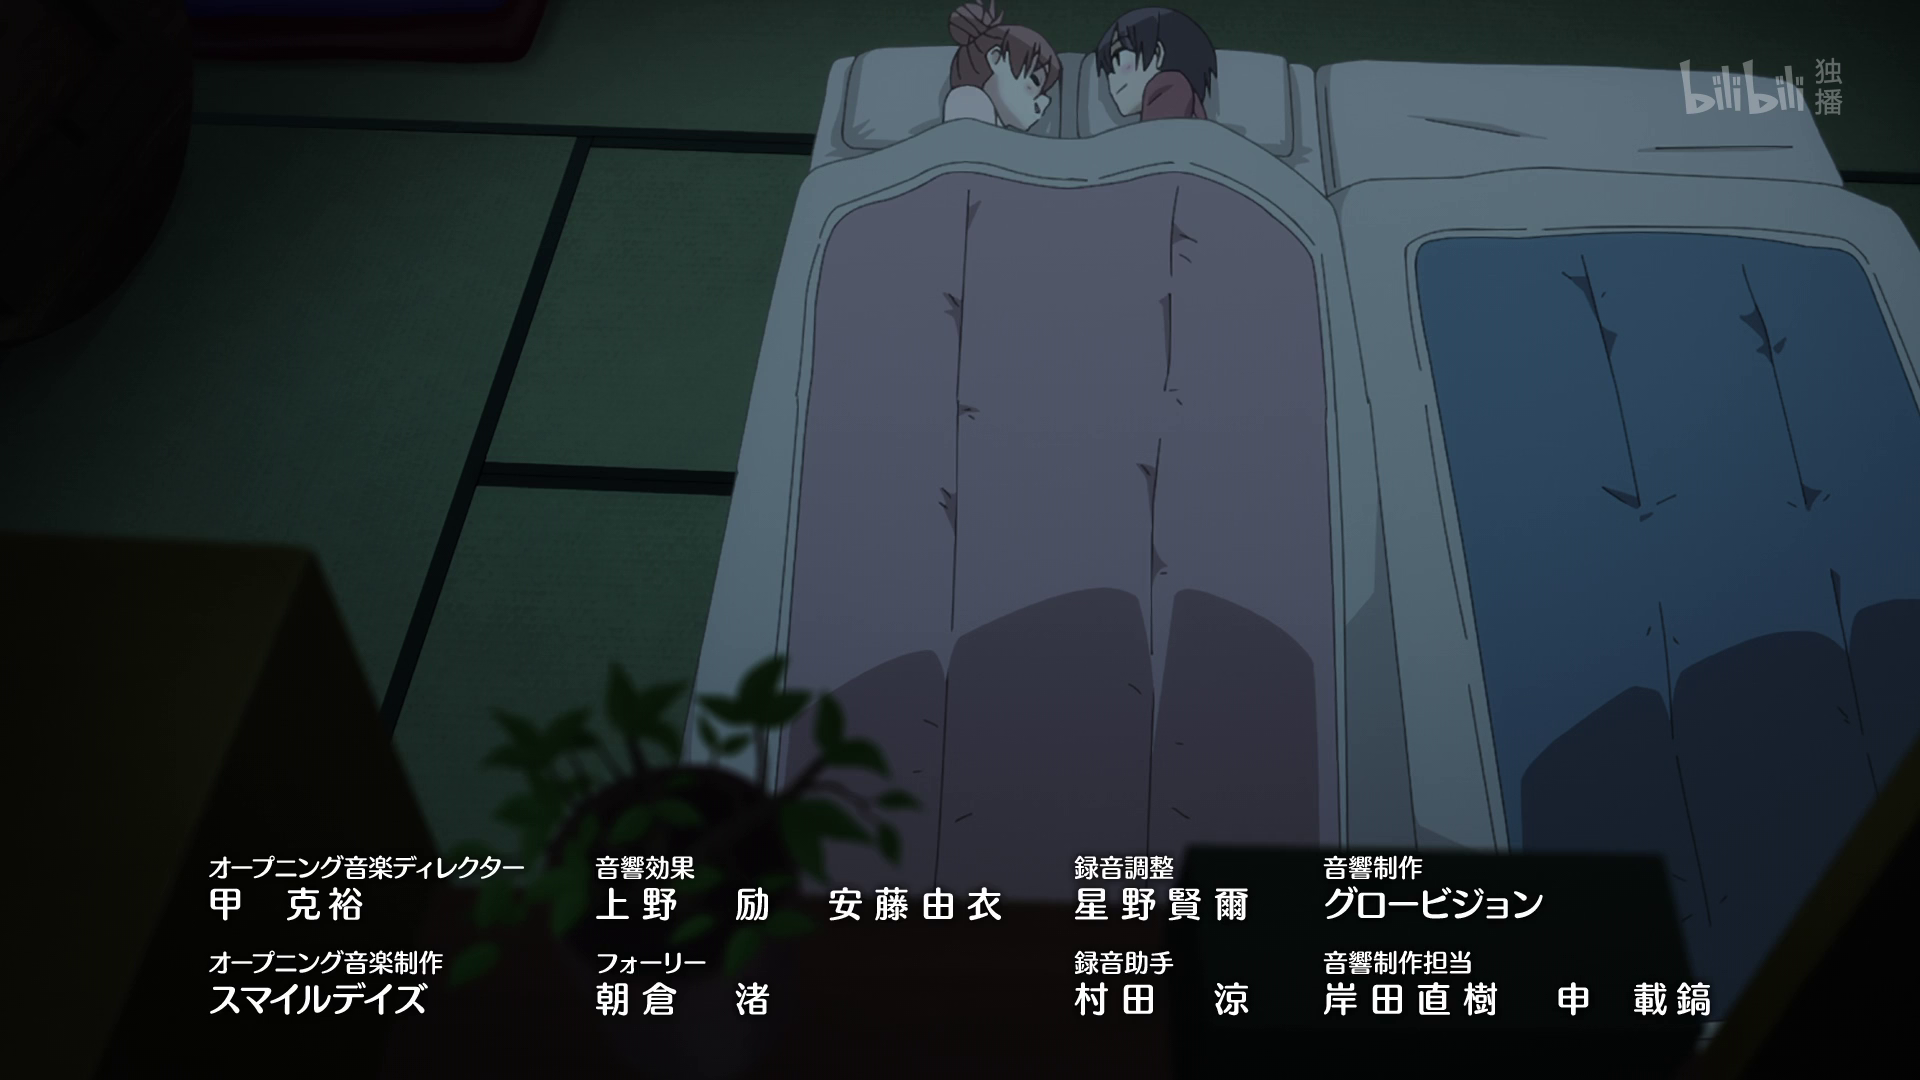 bilibili 独播
オープニング音楽ディレクター
甲 克裕
音響効果
上野 励 安藤由衣
録音調整
星野賢爾
音響制作
グロービジョン
オープニング音楽制作
スマイルデイズ
フォーリー
朝倉 渚
録音助手
村田 涼
音響制作担当
岸田直樹 申 載鎬